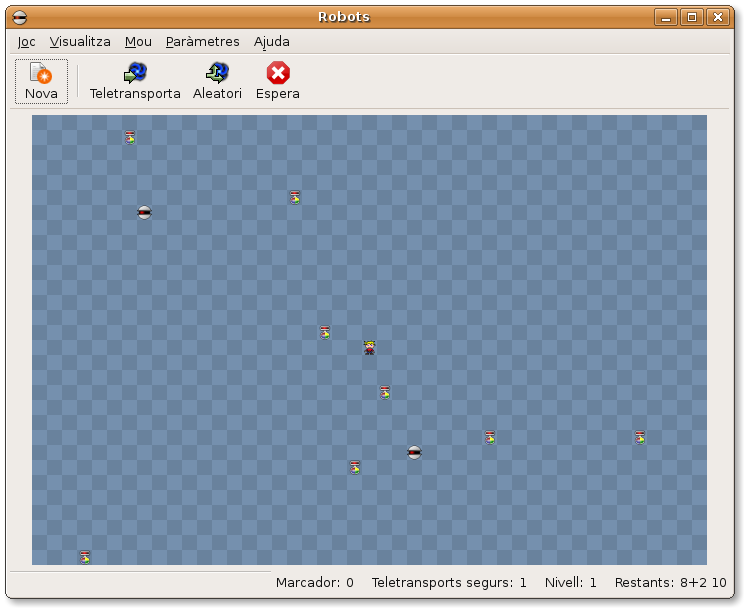 Robots
Joc Visualitza Mou Paràmetres Ajuda
Nova Teletransporta Aleatori Espera
Marcador: 0 Teletransports segurs: 1 Nivell: 1 Restants: 8+2 10